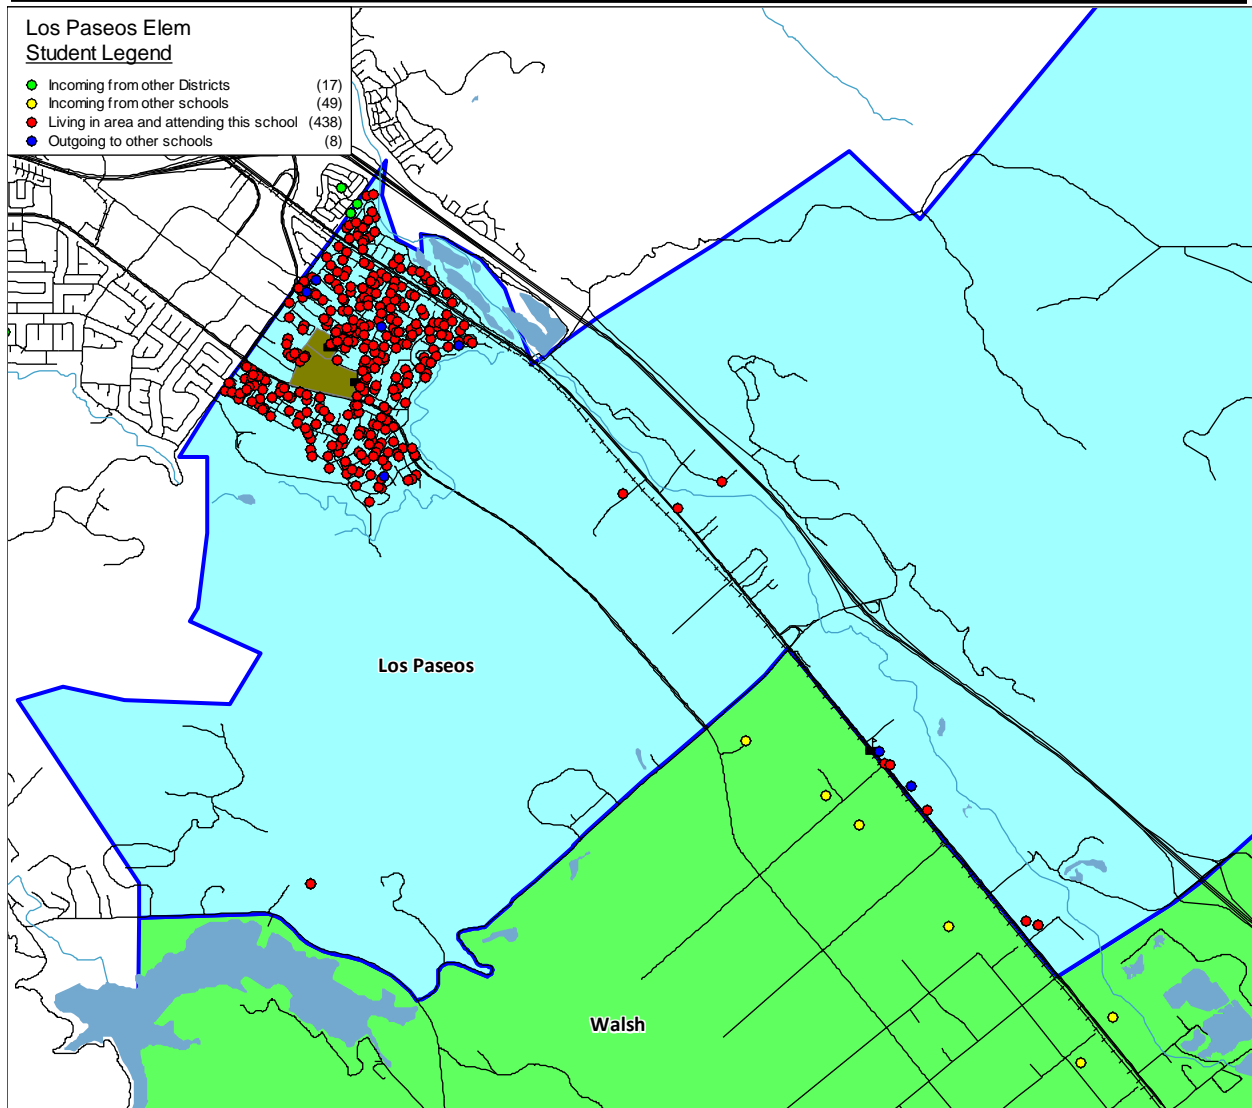 Los Paseos Elem
Student Legend
Incoming from other Districts (17)
Incoming from other schools (49)
Living in area and attending this school (438)
Outgoing to other schools (8)
Los Paseos
Walsh